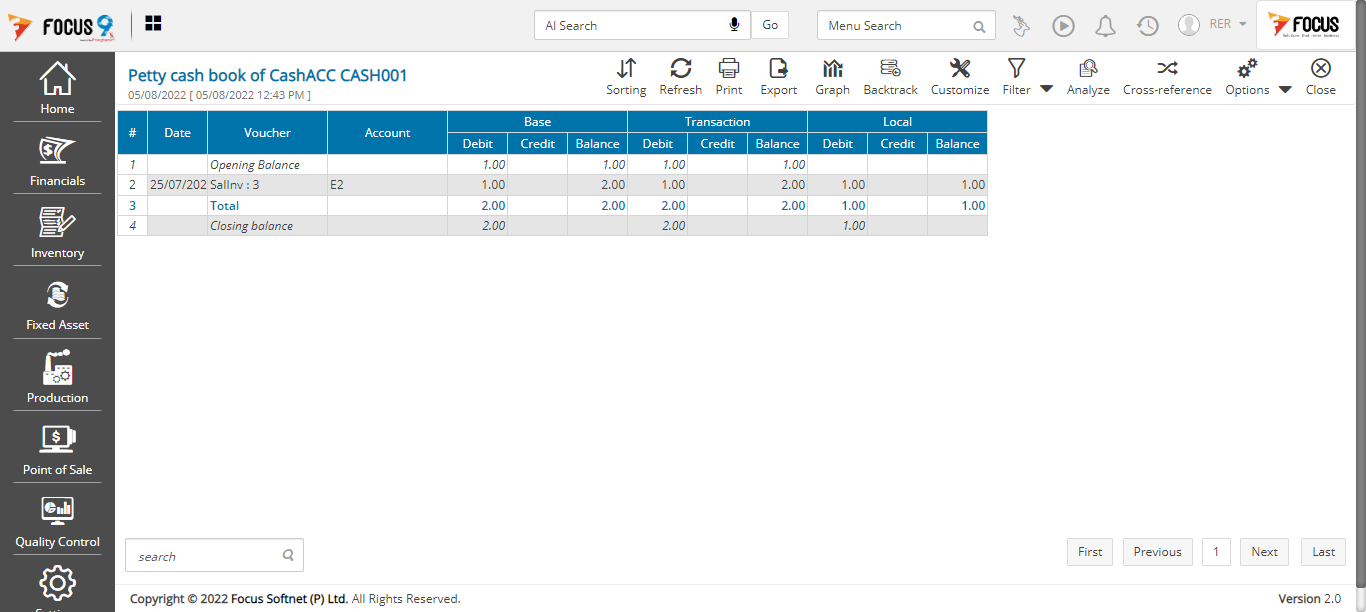 FOCUS 9
AI Search
Go
Menu Search
RER
FOCUS
Home
Financials
Inventory
Fixed Asset
Production
Point of Sale
Quality Control
Petty cash book of CashACC CASH001
05/08/2022 [ 05/08/2022 12:43 PM ]
Sorting Refresh Print Export Graph Backtrack Customize Filter Analyze Cross-reference Options Close
# Date Voucher Account Base Transaction Local
Debit Credit Balance Debit Credit Balance Debit Credit Balance
1 Opening Balance 1.00 1.00 1.00 1.00
2 25/07/202 SalInv : 3 E2 1.00 2.00 1.00 2.00 1.00 1.00
3 Total 2.00 2.00 2.00 2.00 1.00 1.00
4 Closing balance 2.00 2.00 1.00
search
First Previous 1 Next Last
Copyright © 2022 Focus Softnet (P) Ltd. All Rights Reserved.
Version 2.0